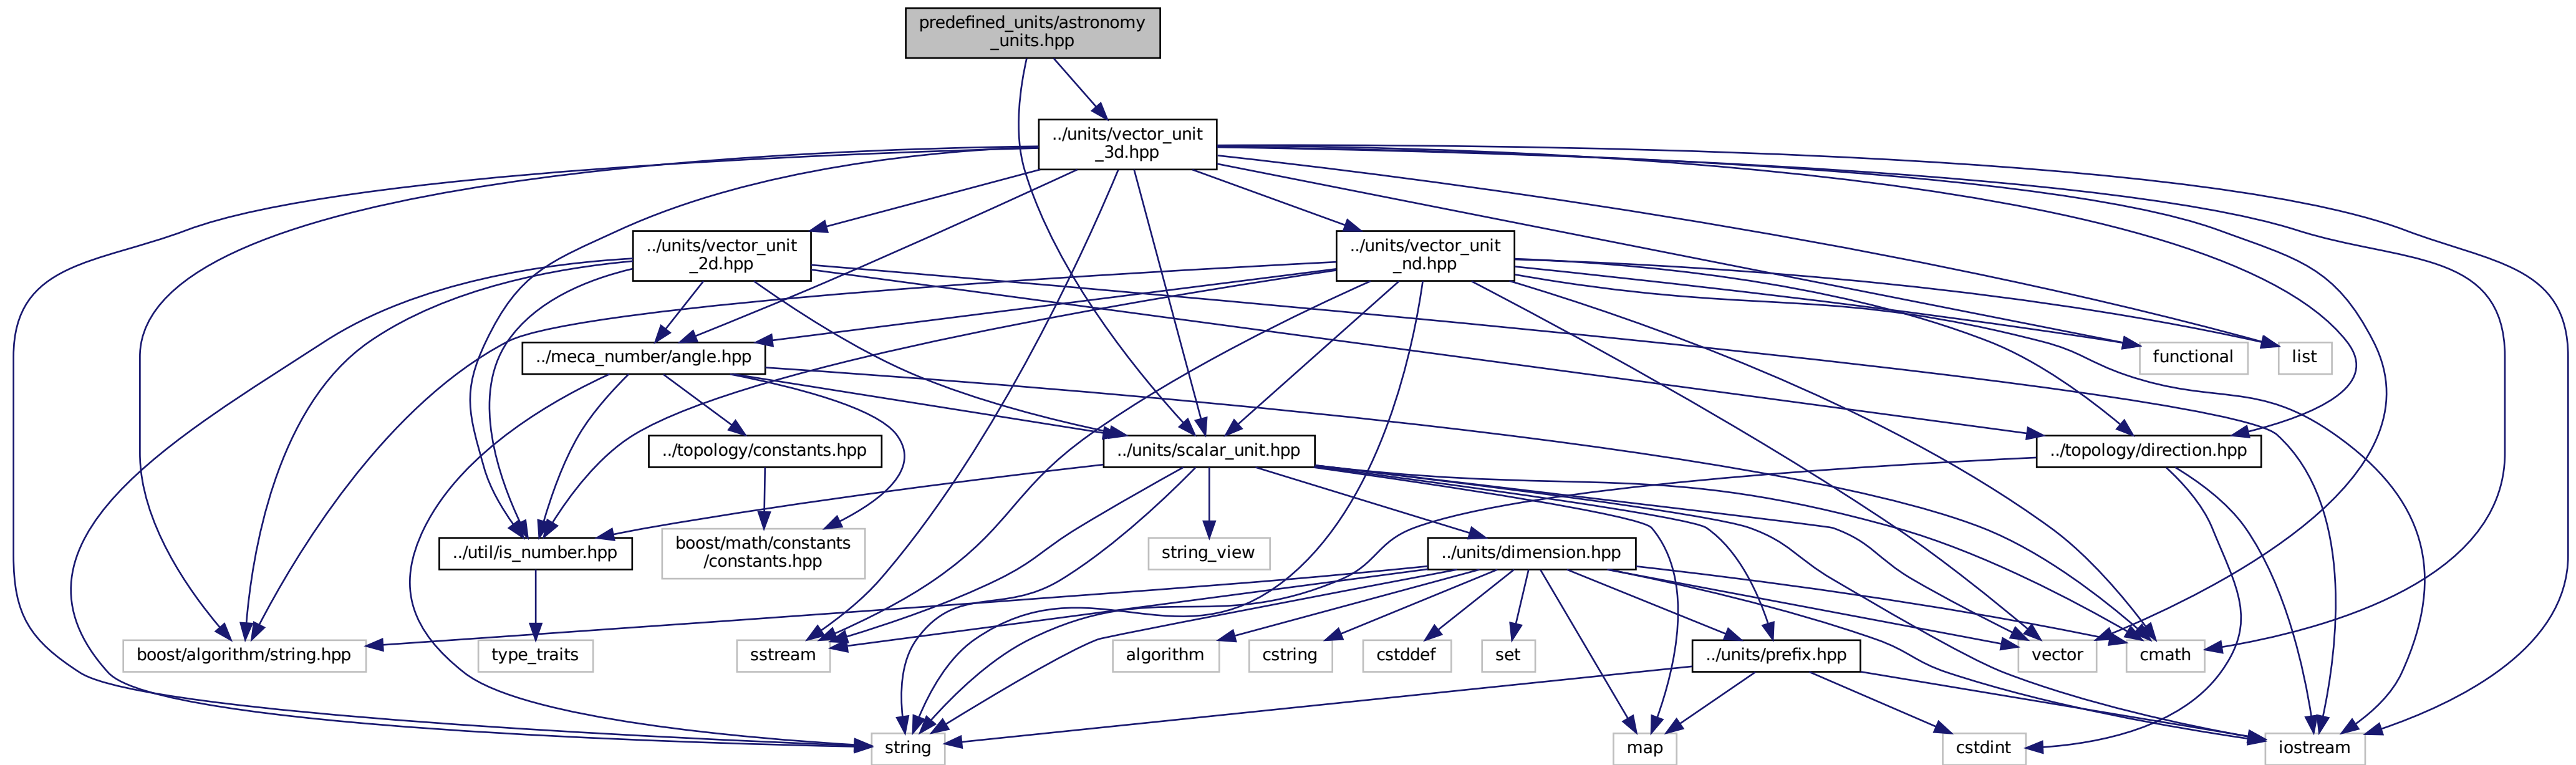 predefined_units/astronomy
_units.hpp
../units/vector_unit
_3d.hpp
../units/vector_unit
_2d.hpp
../units/vector_unit
_nd.hpp
../meca_number/angle.hpp
functional
list
../topology/constants.hpp
../units/scalar_unit.hpp
../topology/direction.hpp
../util/is_number.hpp
boost/math/constants
/constants.hpp
string_view
../units/dimension.hpp
boost/algorithm/string.hpp
type_traits
sstream
algorithm
cstring
cstddef
set
../units/prefix.hpp
vector
cmath
string
map
cstdint
iostream